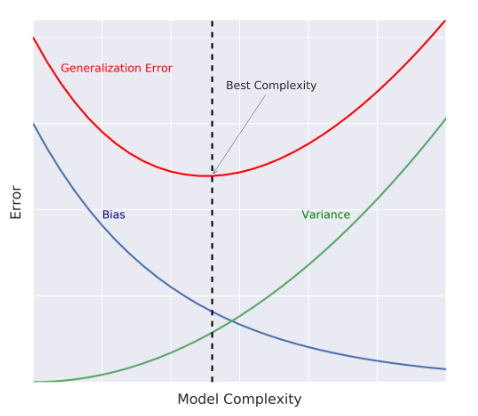 Generalization Error
Best Complexity
Bias
Variance
Error
Model Complexity